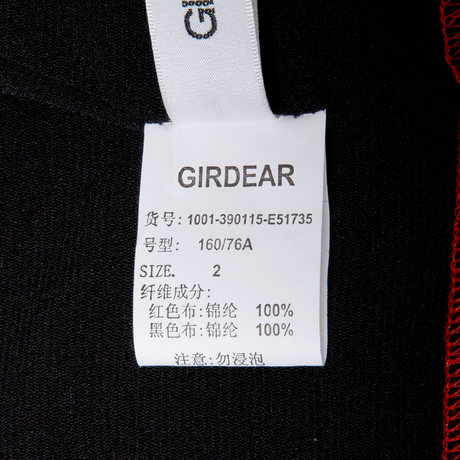 GIRDEAR
货号: 1001-390115-E51735
号型: 160/76A
SIZE. 2
纤维成分:
红色布:锦纶 100%
黑色布:锦纶 100%
注意:勿浸泡